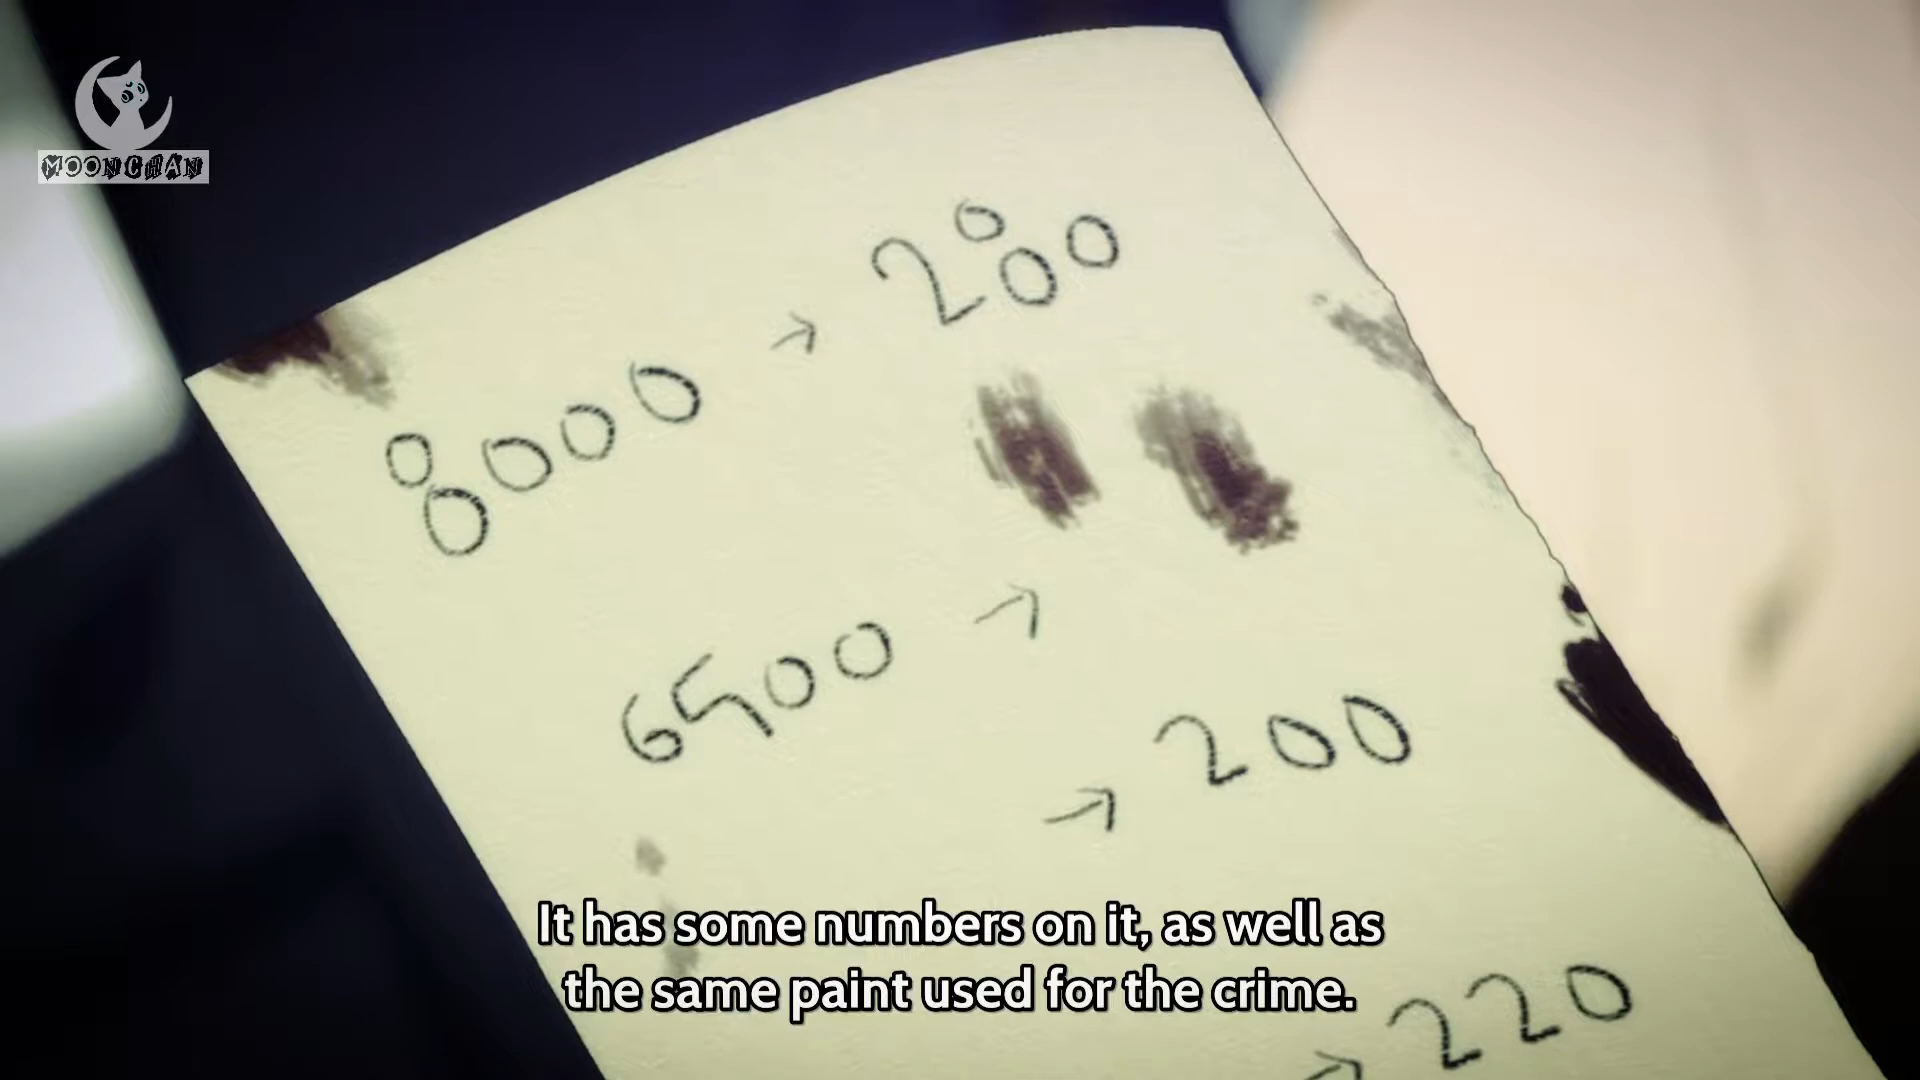 MOONCHAN
8000 → 280
6500 →
→ 200
→ 220
It has some numbers on it, as well as
the same paint used for the crime.